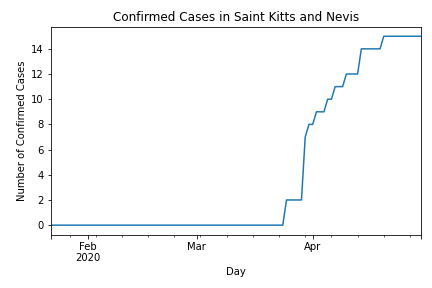 Confirmed Cases in Saint Kitts and Nevis
Number of Confirmed Cases
14
12
10
8
6
4
2
0
Feb
2020
Mar
Apr
Day